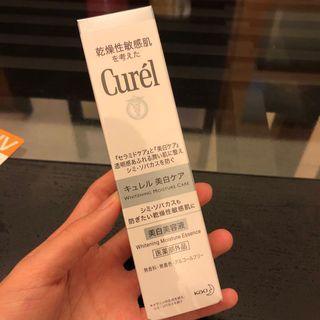 乾燥性敏感肌
を考えた
Curél
「セラミドケア」と「美白ケア」
透明感あふれる潤い肌に整え
シミ・ソバカスを防ぐ
キュレル 美白ケア
WHITENING MOISTURE CARE
シミ・ソバカスも
防ぎたい乾燥性敏感肌に
美白美容液
Whitening Moisture Essence
医薬部外品
無香料・無着色・アルコールフリー
Kao